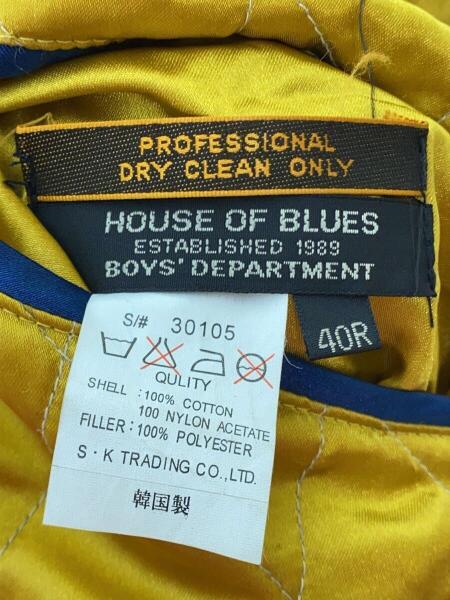 PROFESSIONAL
DRY CLEAN ONLY
HOUSE OF BLUES
ESTABLISHED 1989
BOYS' DEPARTMENT
40R
S/# 30105
QULITY
SHELL : 100% COTTON
100 NYLON ACETATE
FILLER : 100% POLYESTER
S・K TRADING CO., LTD.
韓国製